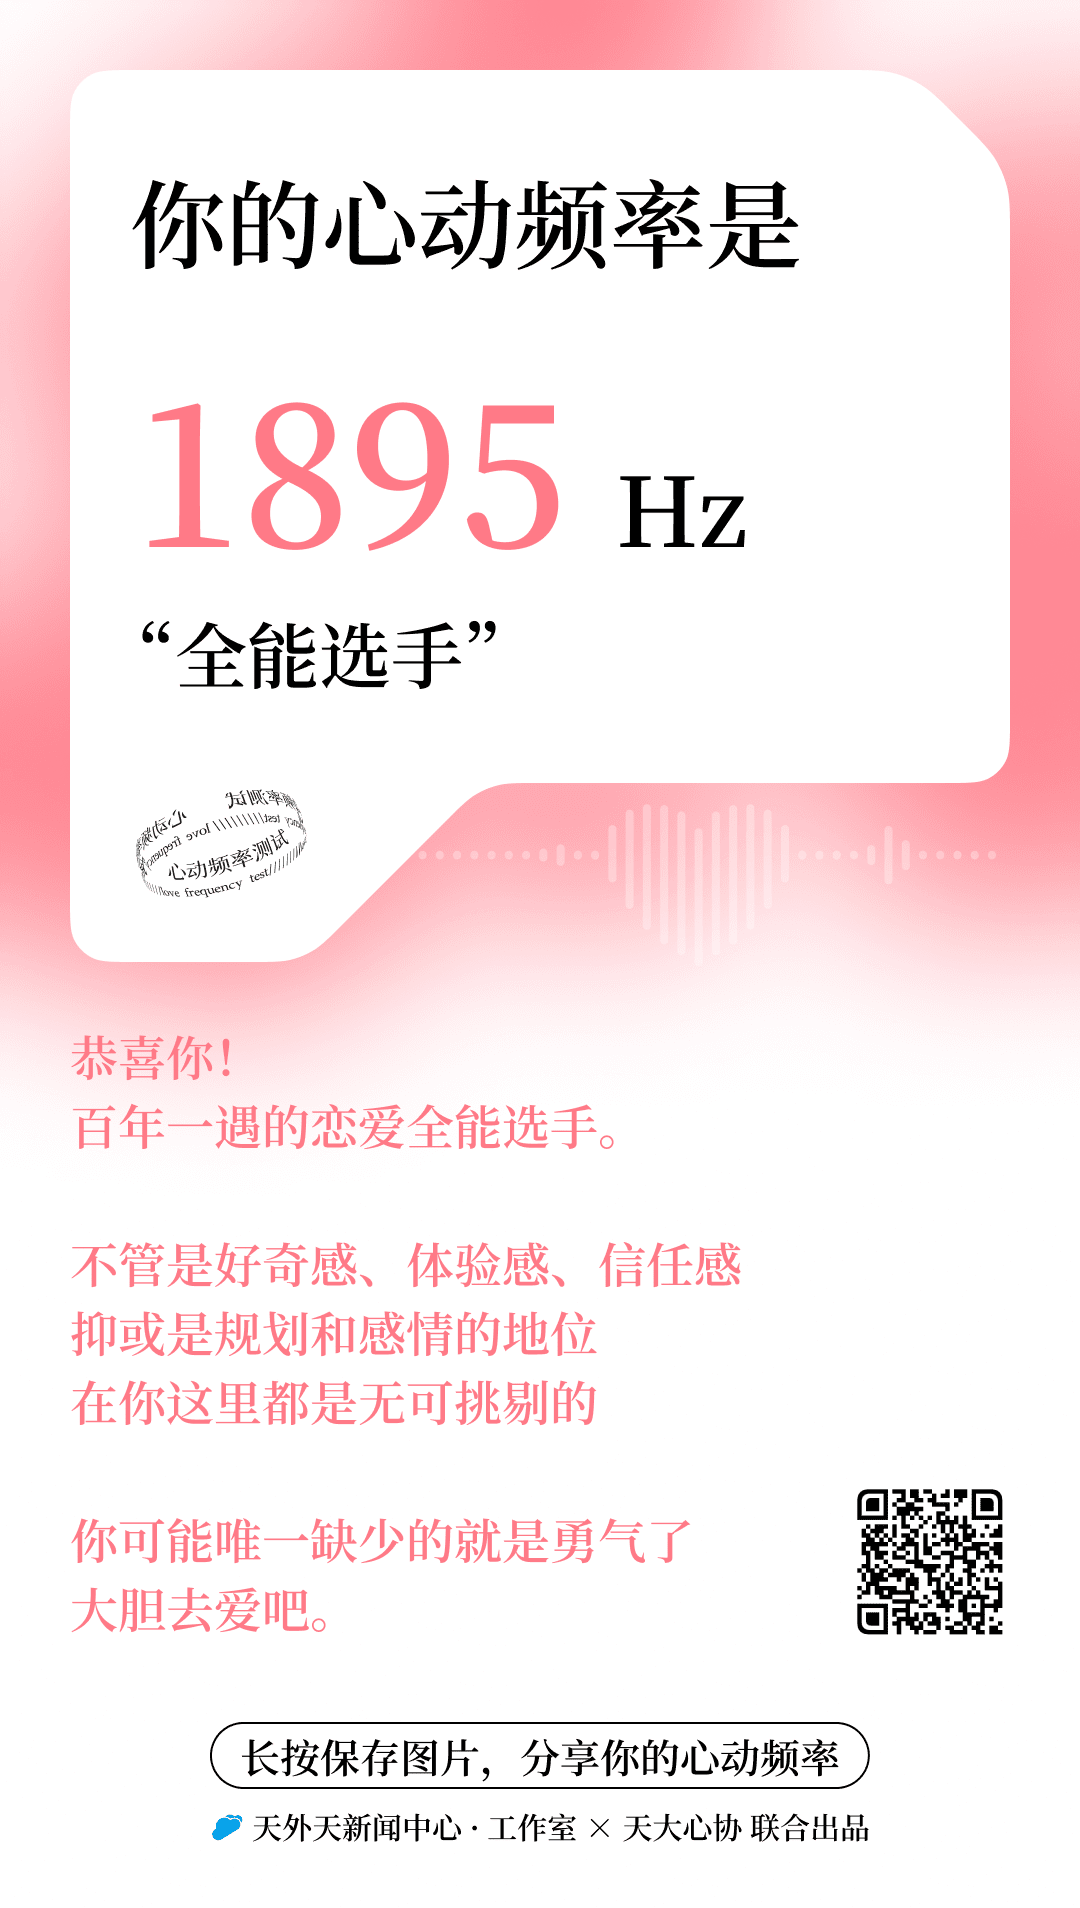 你的心动频率是
1895 Hz
“全能选手”
心动频率测试
love frequency test
恭喜你！
百年一遇的恋爱全能选手。
不管是好奇感、体验感、信任感
抑或是规划和感情的地位
在你这里都是无可挑剔的
你可能唯一缺少的就是勇气了
大胆去爱吧。
长按保存图片，分享你的心动频率
天外天新闻中心 · 工作室 × 天大心协 联合出品